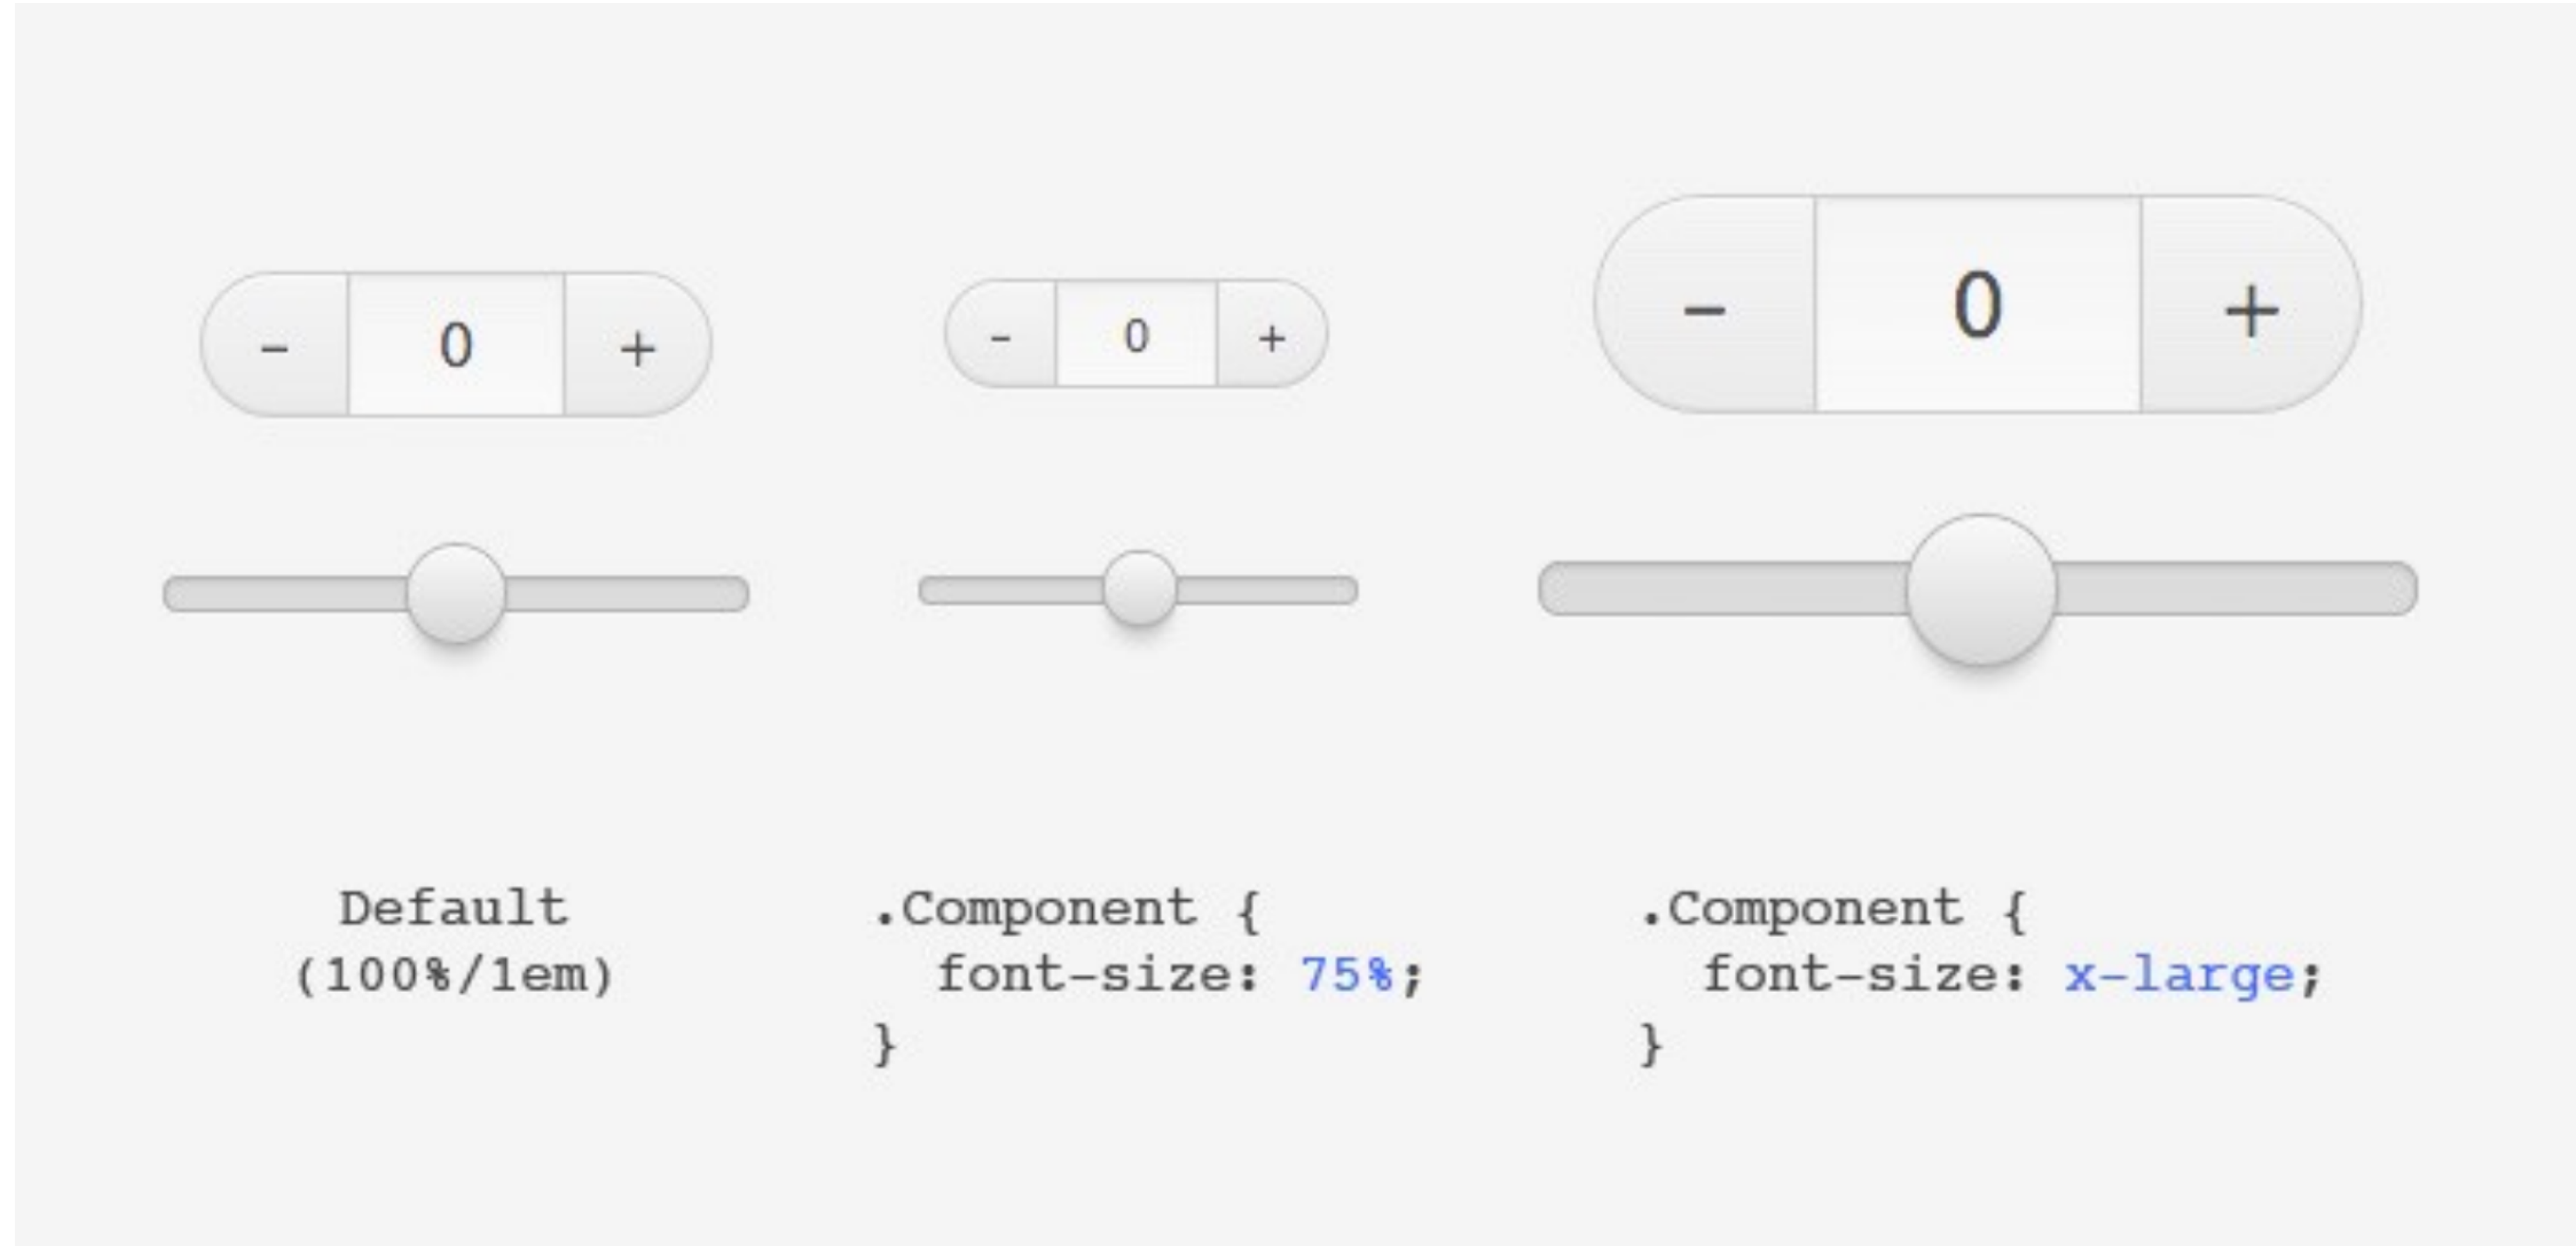 - 0 +
- 0 +
- 0 +
Default
(100%/1em)
.Component {
font-size: 75%;
}
.Component {
font-size: x-large;
}